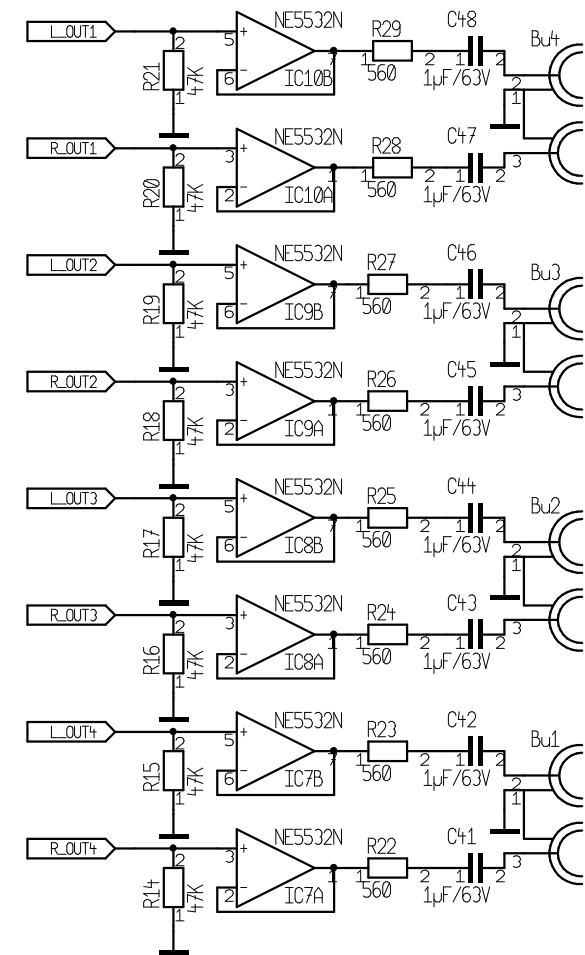 L_OUT1
2
R21
47K
1
5
+
6
−
NE5532N
IC10B
7
R29
1
560
2
C48
1
2
1µF/63V
Bu4
2
1
R_OUT1
2
R20
47K
1
3
+
2
−
NE5532N
IC10A
1
R28
1
560
2
C47
1
2
1µF/63V
3
L_OUT2
2
R19
47K
1
5
+
6
−
NE5532N
IC9B
7
R27
1
560
2
C46
1
2
1µF/63V
Bu3
2
1
R_OUT2
2
R18
47K
1
3
+
2
−
NE5532N
IC9A
1
R26
1
560
2
C45
1
2
1µF/63V
3
L_OUT3
2
R17
47K
1
5
+
6
−
NE5532N
IC8B
7
R25
1
560
2
C44
1
2
1µF/63V
Bu2
2
1
R_OUT3
2
R16
47K
1
3
+
2
−
NE5532N
IC8A
1
R24
1
560
2
C43
1
2
1µF/63V
3
L_OUT4
2
R15
47K
1
5
+
6
−
NE5532N
IC7B
7
R23
1
560
2
C42
1
2
1µF/63V
Bu1
2
1
R_OUT4
2
R14
47K
1
3
+
2
−
NE5532N
IC7A
1
R22
1
560
2
C41
1
2
1µF/63V
3